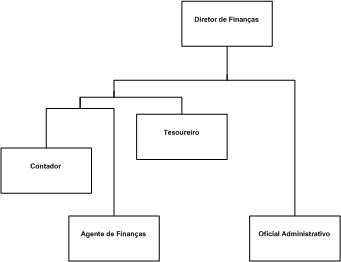 Diretor de Finanças
Tesoureiro
Contador
Agente de Finanças
Oficial Administrativo